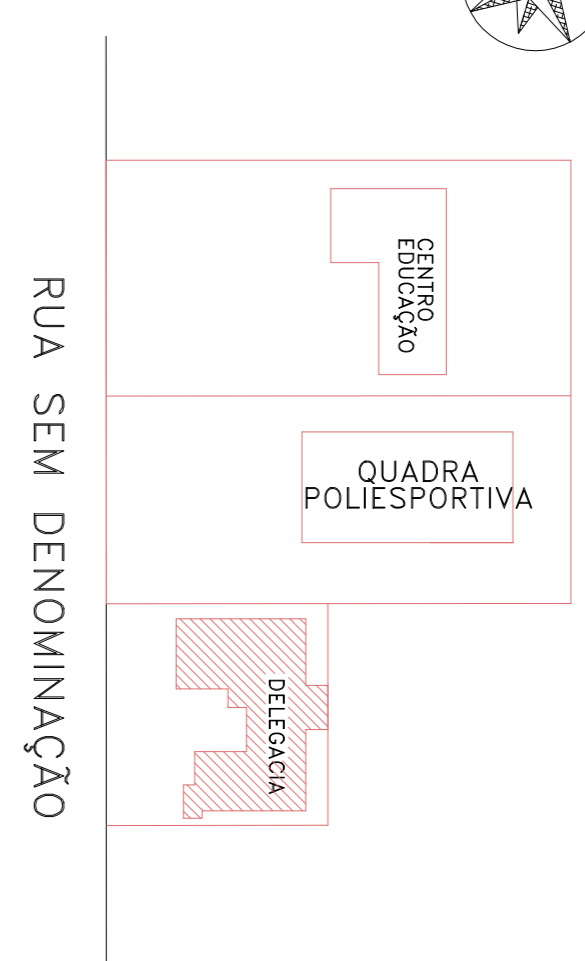 CENTRO
EDUCAÇÃO
QUADRA
POLIESPORTIVA
DELEGACIA
RUA SEM DENOMINAÇÃO